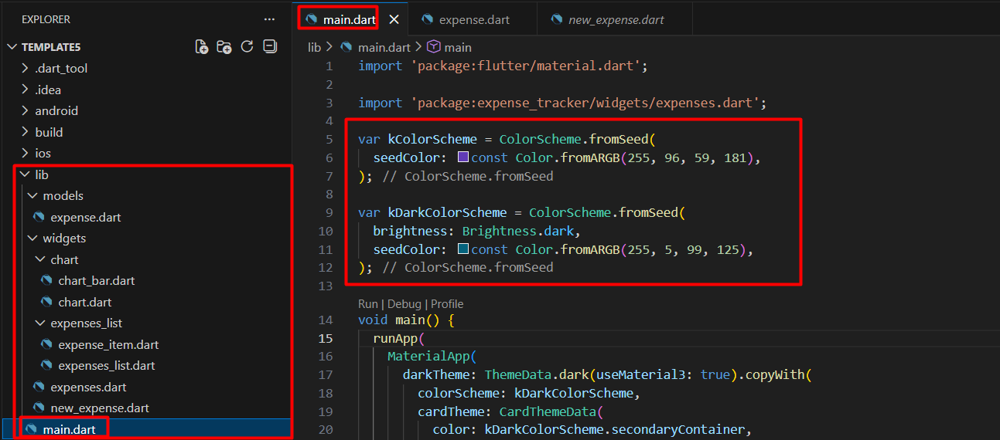 EXPLORER
TEMPLATE5
.dart_tool
.idea
android
build
ios
lib
models
expense.dart
widgets
chart
chart_bar.dart
chart.dart
expenses_list
expense_item.dart
expenses_list.dart
expenses.dart
new_expense.dart
main.dart
main.dart expense.dart new_expense.dart
lib > main.dart > main
1 import 'package:flutter/material.dart';
2
3 import 'package:expense_tracker/widgets/expenses.dart';
4
5 var kColorScheme = ColorScheme.fromSeed(
6 seedColor: const Color.fromARGB(255, 96, 59, 181),
7 ); // ColorScheme.fromSeed
8
9 var kDarkColorScheme = ColorScheme.fromSeed(
10 brightness: Brightness.dark,
11 seedColor: const Color.fromARGB(255, 5, 99, 125),
12 ); // ColorScheme.fromSeed
13
Run | Debug | Profile
14 void main() {
15 runApp(
16 MaterialApp(
17 darkTheme: ThemeData.dark(useMaterial3: true).copyWith(
18 colorScheme: kDarkColorScheme,
19 cardTheme: CardThemeData(
20 color: kDarkColorScheme.secondaryContainer,